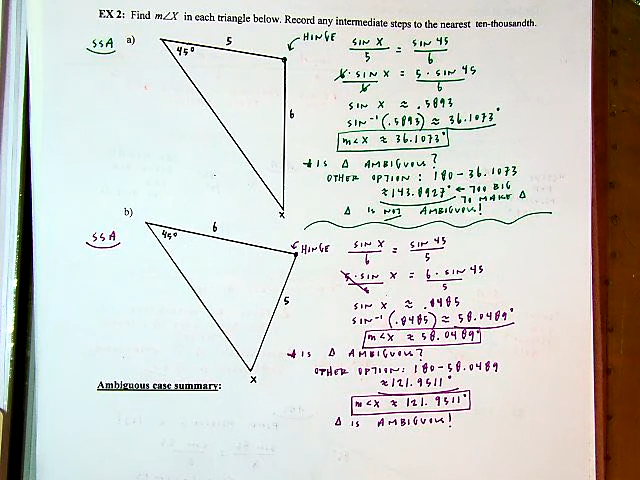 EX 2: Find m∠X in each triangle below. Record any intermediate steps to the nearest ten-thousandth.
SSA
a)
45°
5
HINGE
6
X
SIN X / 5 = SIN 45 / 6
6 · SIN X / 6 = 5 · SIN 45 / 6
SIN X ≈ .5893
SIN⁻¹ (.5893) ≈ 36.1073°
m<X ≈ 36.1073°
* IS Δ AMBIGUOUS?
OTHER OPTION: 180 - 36.1073
≈ 143.8927° ← TOO BIG TO MAKE Δ
Δ IS NOT AMBIGUOUS!
b)
SSA
45°
6
HINGE
5
X
SIN X / 6 = SIN 45 / 5
SIN X = 6 · SIN 45 / 5
SIN X ≈ .8485
SIN⁻¹ (.8485) ≈ 58.0489°
m<X ≈ 58.0489°
* IS Δ AMBIGUOUS?
OTHER OPTION: 180 - 58.0489
≈ 121.9511°
m<X ≈ 121.9511°
Δ IS AMBIGUOUS!
Ambiguous case summary: